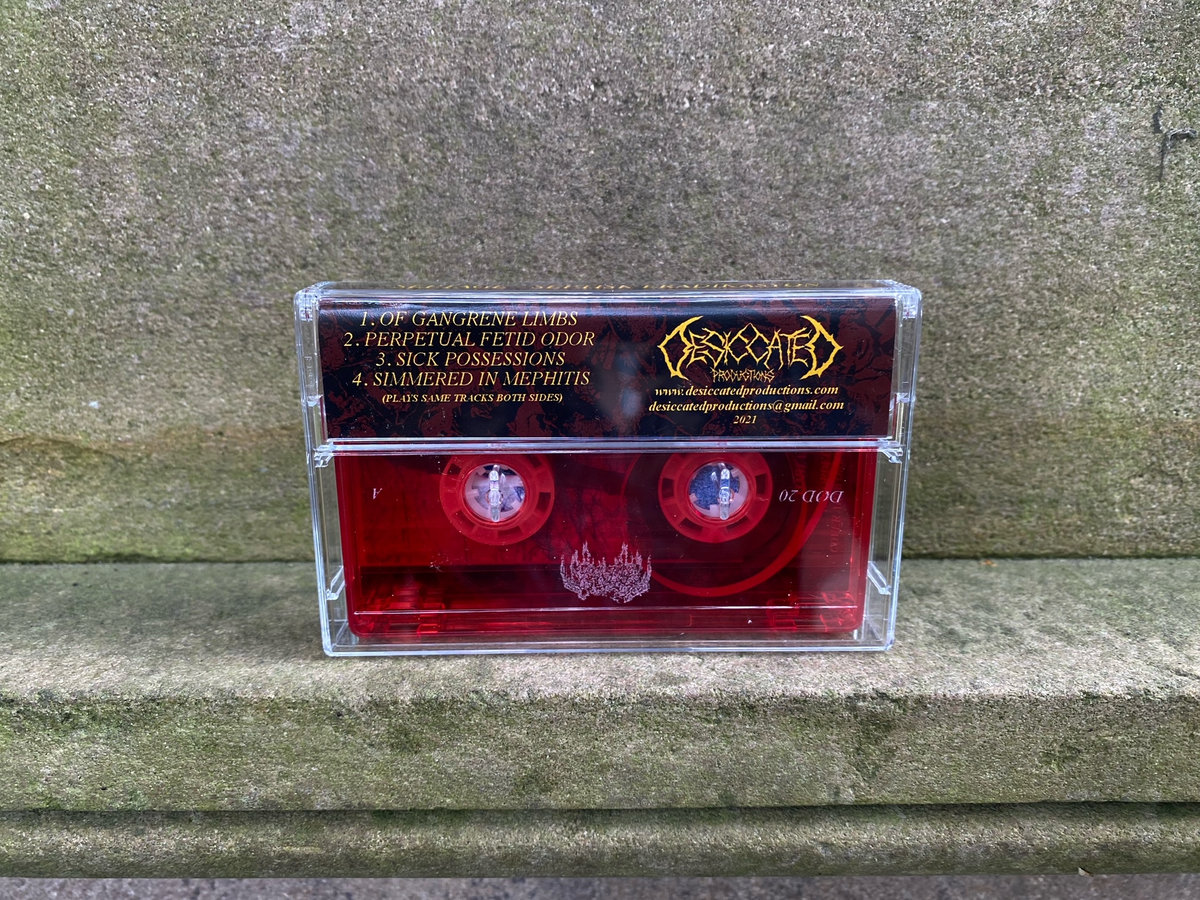 1. OF GANGRENE LIMBS
2. PERPETUAL FETID ODOR
3. SICK POSSESSIONS
4. SIMMERED IN MEPHITIS
(PLAYS SAME TRACKS BOTH SIDES)
DESICCATED
PRODUCTIONS
www.desiccatedproductions.com
desiccatedproductions@gmail.com
2021
A
DOD 20